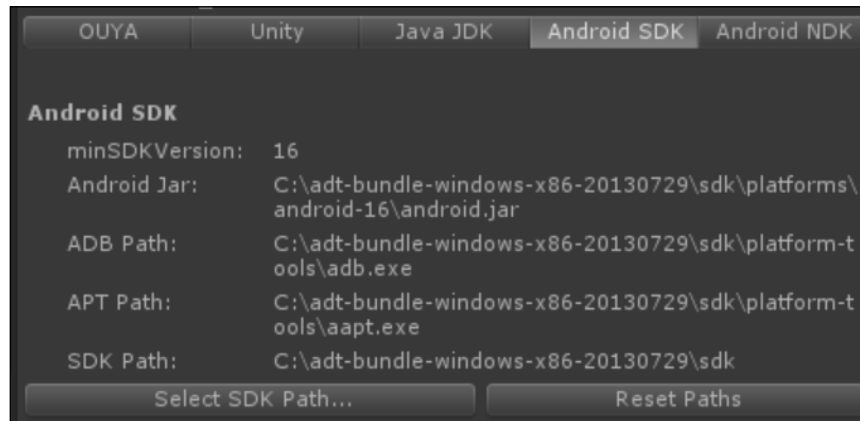 OUYA Unity Java JDK Android SDK Android NDK
Android SDK
minSDKVersion: 16
Android Jar: C:\adt-bundle-windows-x86-20130729\sdk\platforms\
android-16\android.jar
ADB Path: C:\adt-bundle-windows-x86-20130729\sdk\platform-t
ools\adb.exe
APT Path: C:\adt-bundle-windows-x86-20130729\sdk\platform-t
ools\aapt.exe
SDK Path: C:\adt-bundle-windows-x86-20130729\sdk
Select SDK Path... Reset Paths